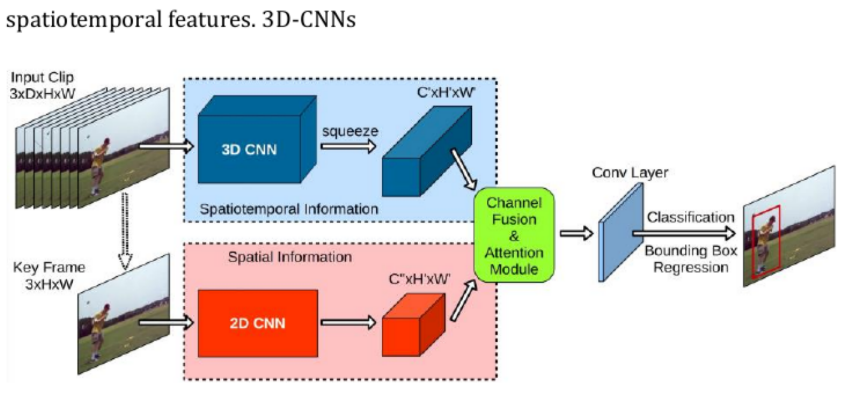 spatiotemporal features. 3D-CNNs
Input Clip
3xDxHxW
3D CNN
squeeze
C'xH'xW'
Spatiotemporal Information
Key Frame
3xHxW
Spatial Information
2D CNN
C"xH'xW'
Channel
Fusion
&
Attention
Module
Conv Layer
Classification
Bounding Box
Regression